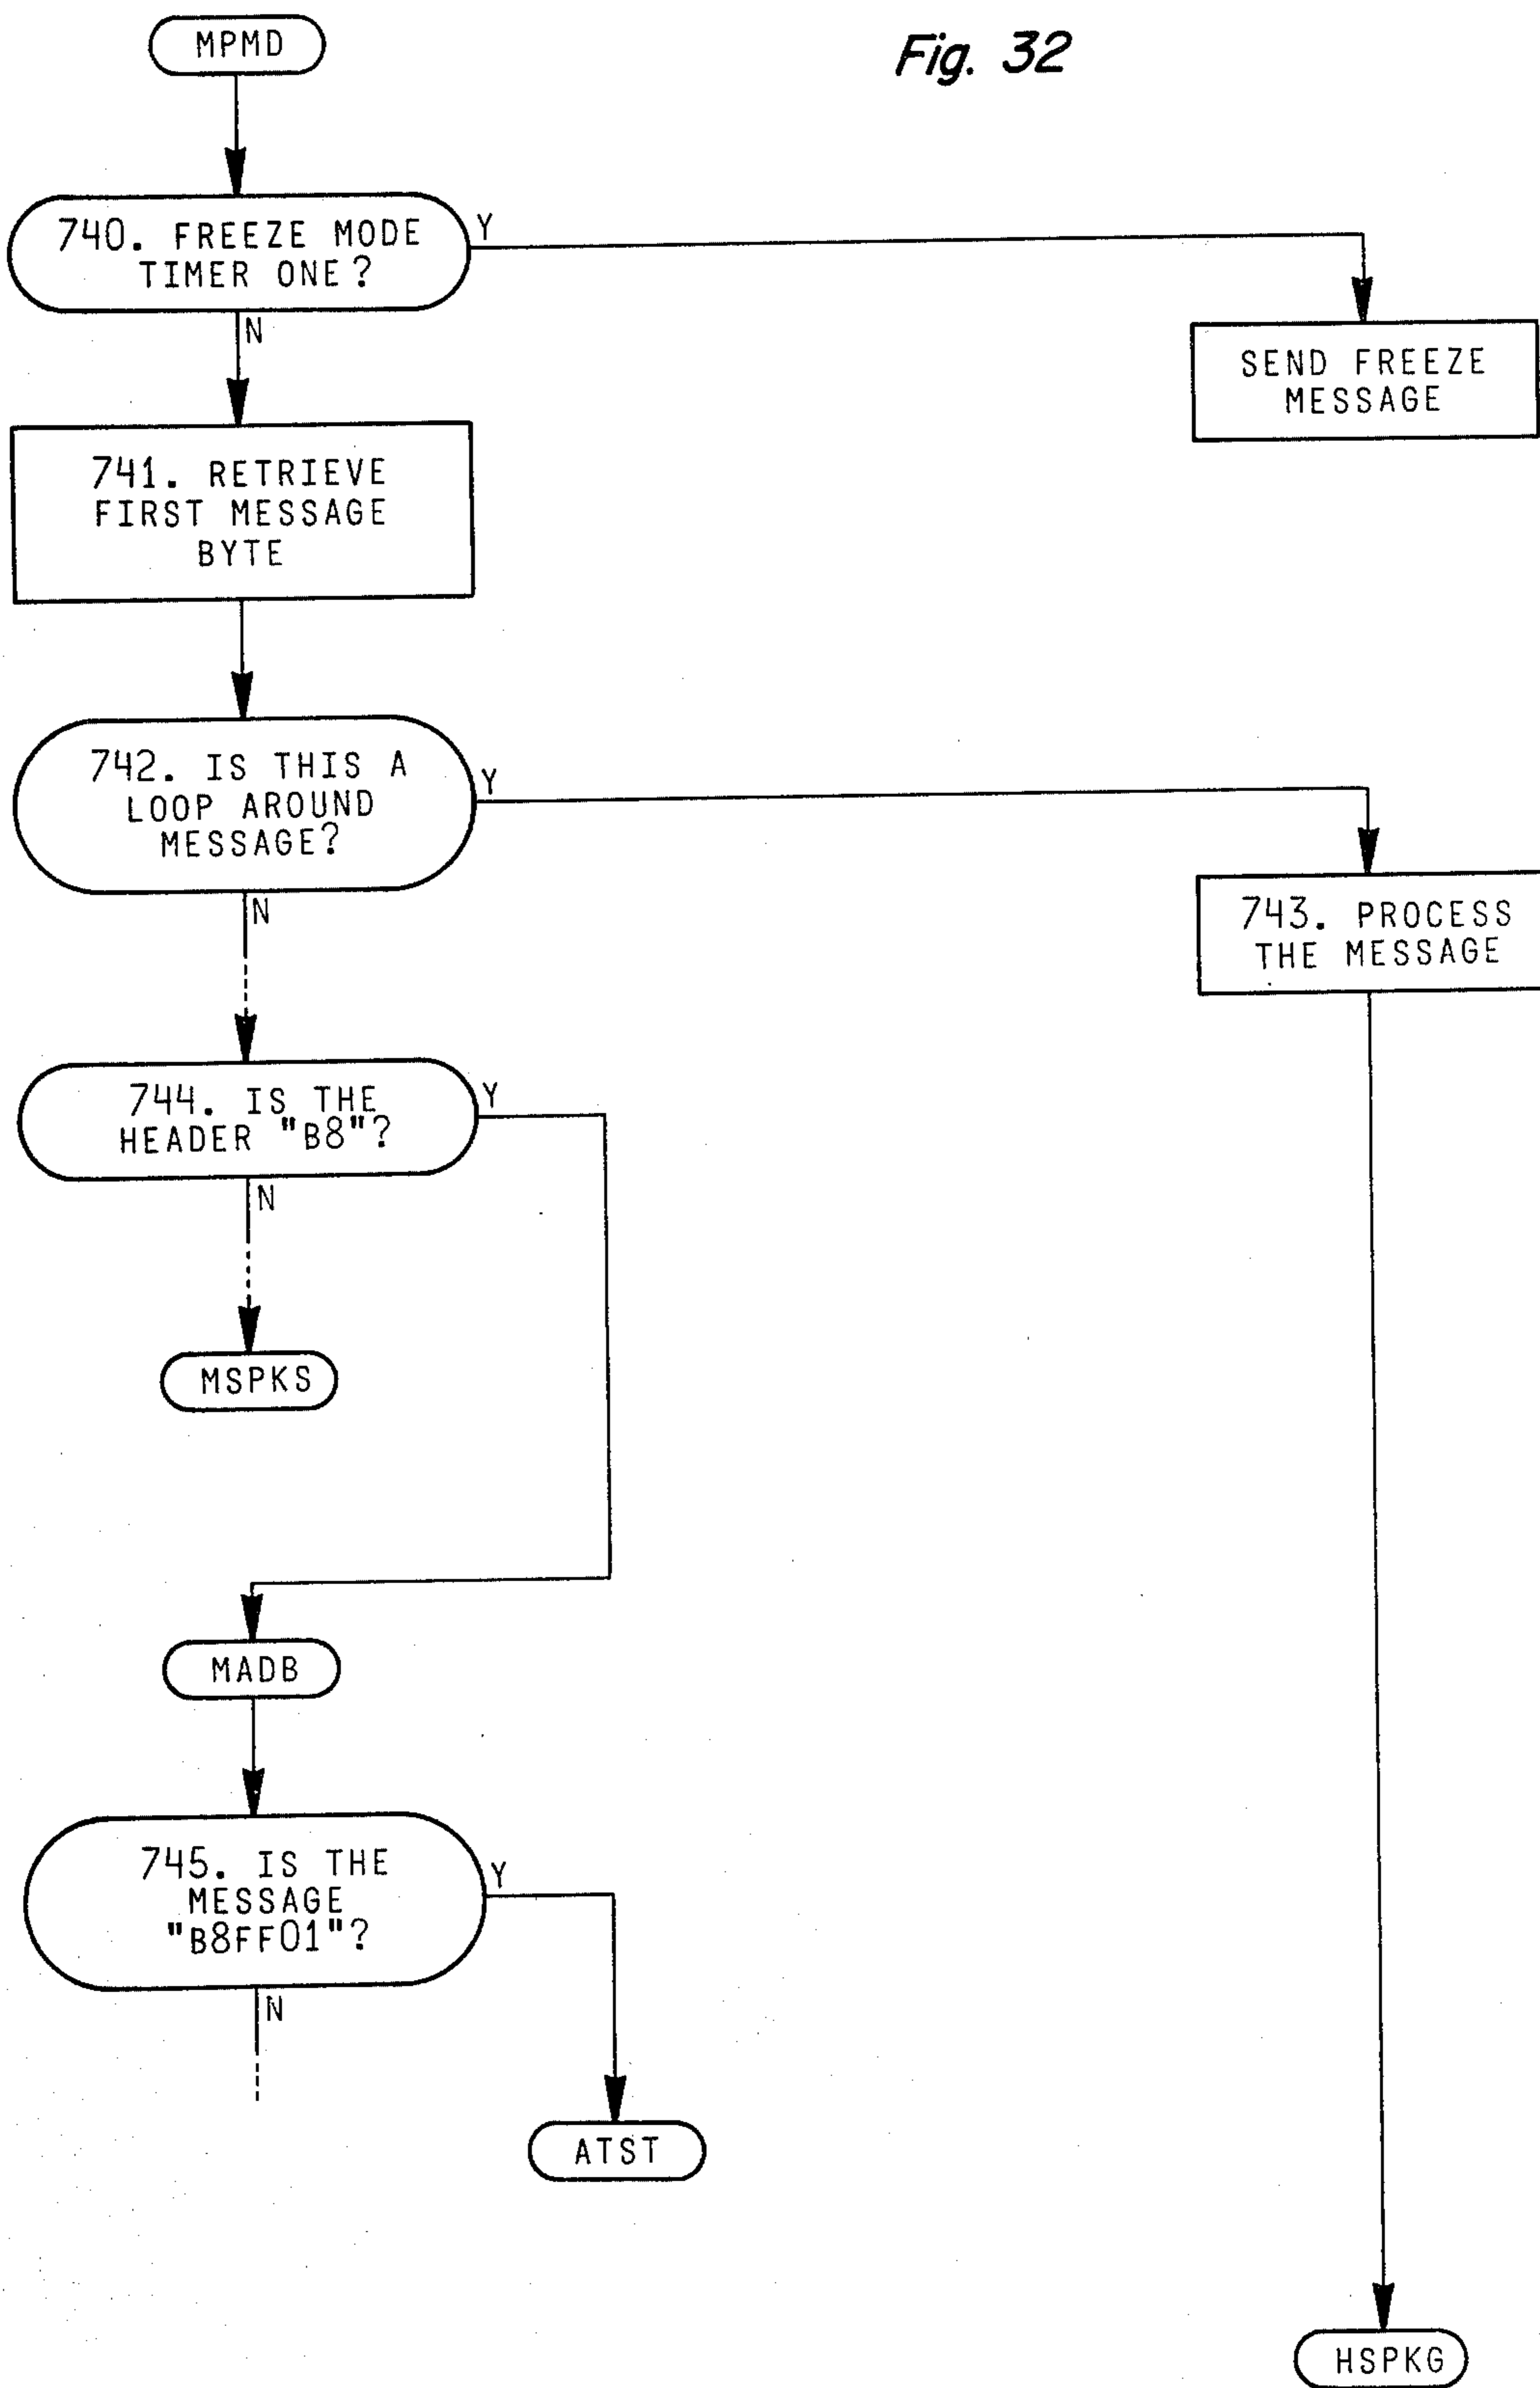 MPMD
Fig. 32
740. FREEZE MODE
TIMER ONE?
Y
N
SEND FREEZE
MESSAGE
741. RETRIEVE
FIRST MESSAGE
BYTE
742. IS THIS A
LOOP AROUND
MESSAGE?
Y
N
743. PROCESS
THE MESSAGE
744. IS THE
HEADER "B8"?
Y
N
MSPKS
MADB
745. IS THE
MESSAGE
"B8FF01"?
Y
N
ATST
HSPKG